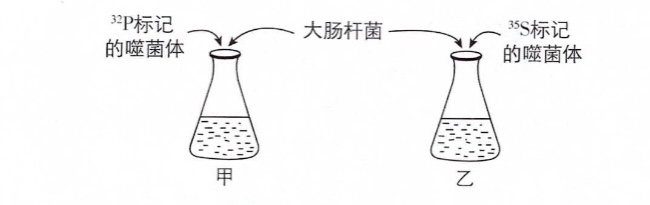 ³²P标记
的噬菌体
大肠杆菌
³⁵S标记
的噬菌体
甲
乙